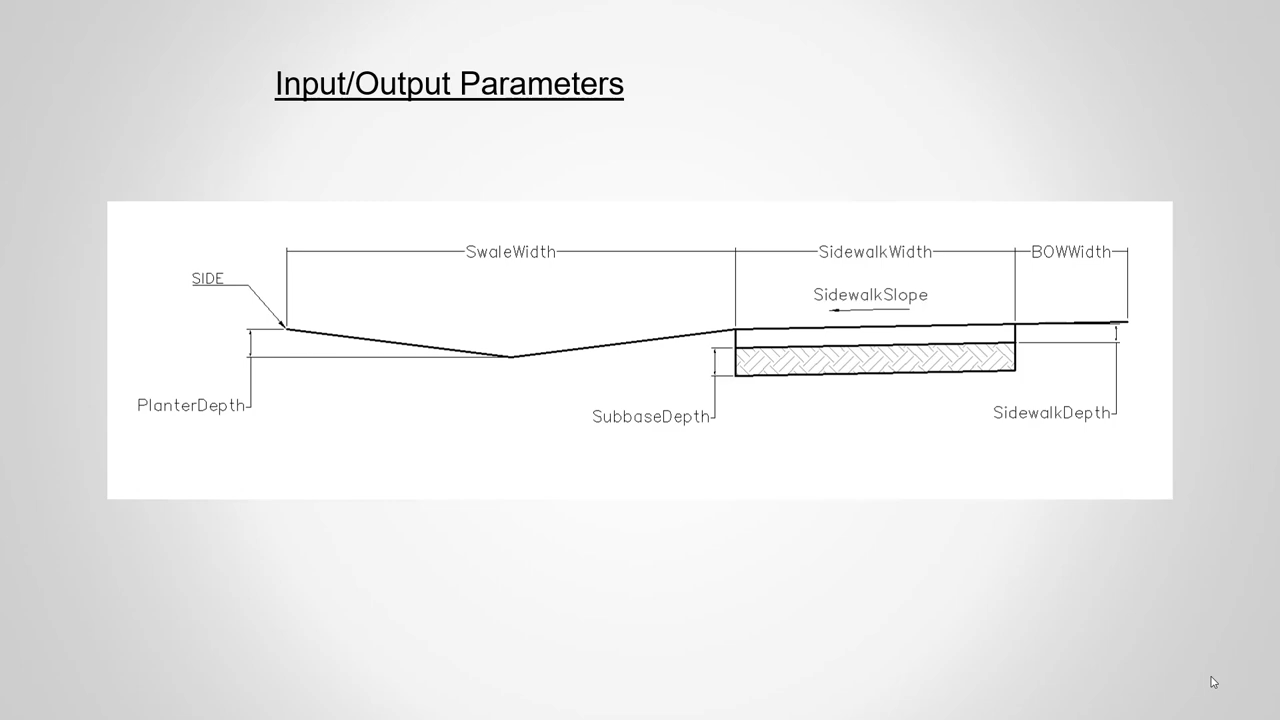 Input/Output Parameters
SwaleWidth
SidewalkWidth
BOWWidth
SIDE
SidewalkSlope
PlanterDepth
SubbaseDepth
SidewalkDepth